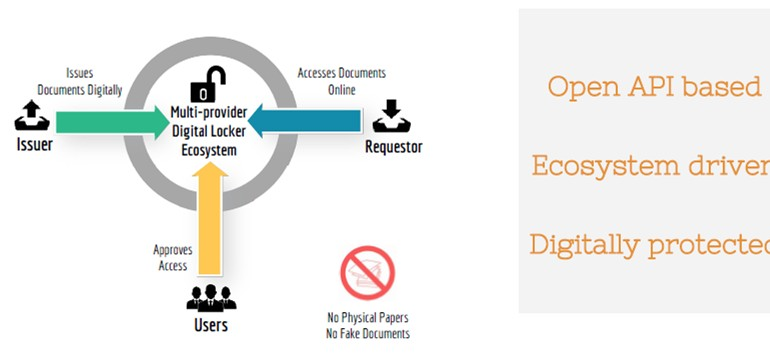 Issues
Documents Digitally
Accesses Documents
Online
Issuer
Multi-provider
Digital Locker
Ecosystem
Requestor
Approves
Access
Users
No Physical Papers
No Fake Documents
Open API based
Ecosystem driven
Digitally protected